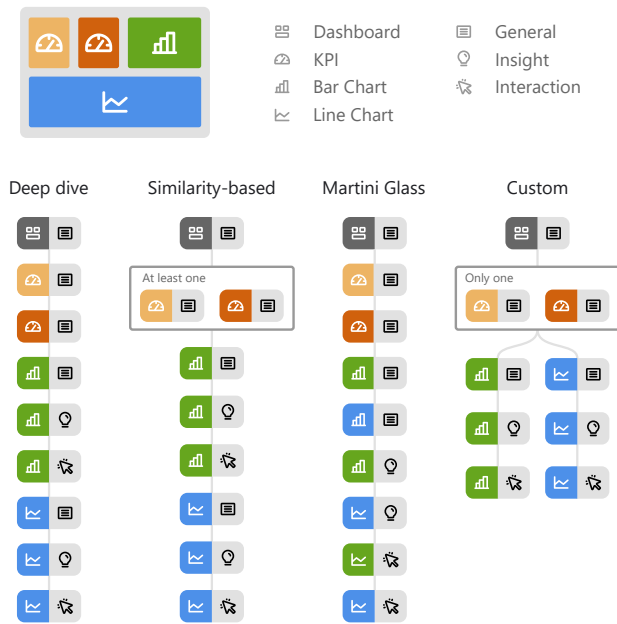 Dashboard
KPI
Bar Chart
Line Chart
General
Insight
Interaction
Deep dive
Similarity-based
Martini Glass
Custom
At least one
Only one